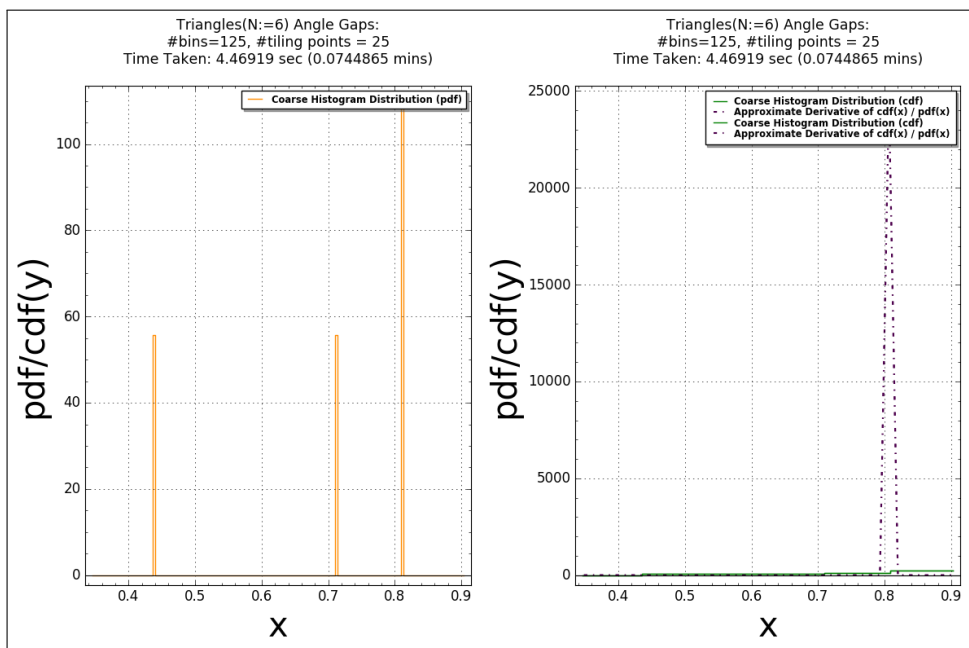 Triangles(N:=6) Angle Gaps:
#bins=125, #tiling points = 25
Time Taken: 4.46919 sec (0.0744865 mins)
Coarse Histogram Distribution (pdf)
pdf/cdf(y)
100
80
60
40
20
0
0.4 0.5 0.6 0.7 0.8 0.9
x
Triangles(N:=6) Angle Gaps:
#bins=125, #tiling points = 25
Time Taken: 4.46919 sec (0.0744865 mins)
Coarse Histogram Distribution (cdf)
Approximate Derivative of cdf(x) / pdf(x)
Coarse Histogram Distribution (cdf)
Approximate Derivative of cdf(x) / pdf(x)
pdf/cdf(y)
25000
20000
15000
10000
5000
0
0.4 0.5 0.6 0.7 0.8 0.9
x